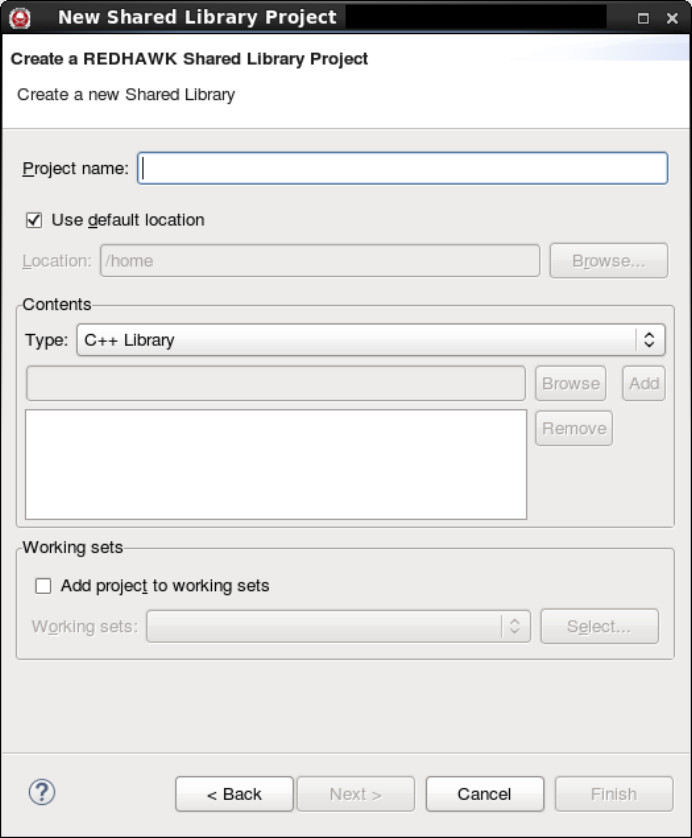 New Shared Library Project
Create a REDHAWK Shared Library Project
Create a new Shared Library
Project name:
Use default location
Location: /home Browse...
Contents
Type: C++ Library
Browse Add
Remove
Working sets
Add project to working sets
Working sets: Select...
? < Back Next > Cancel Finish